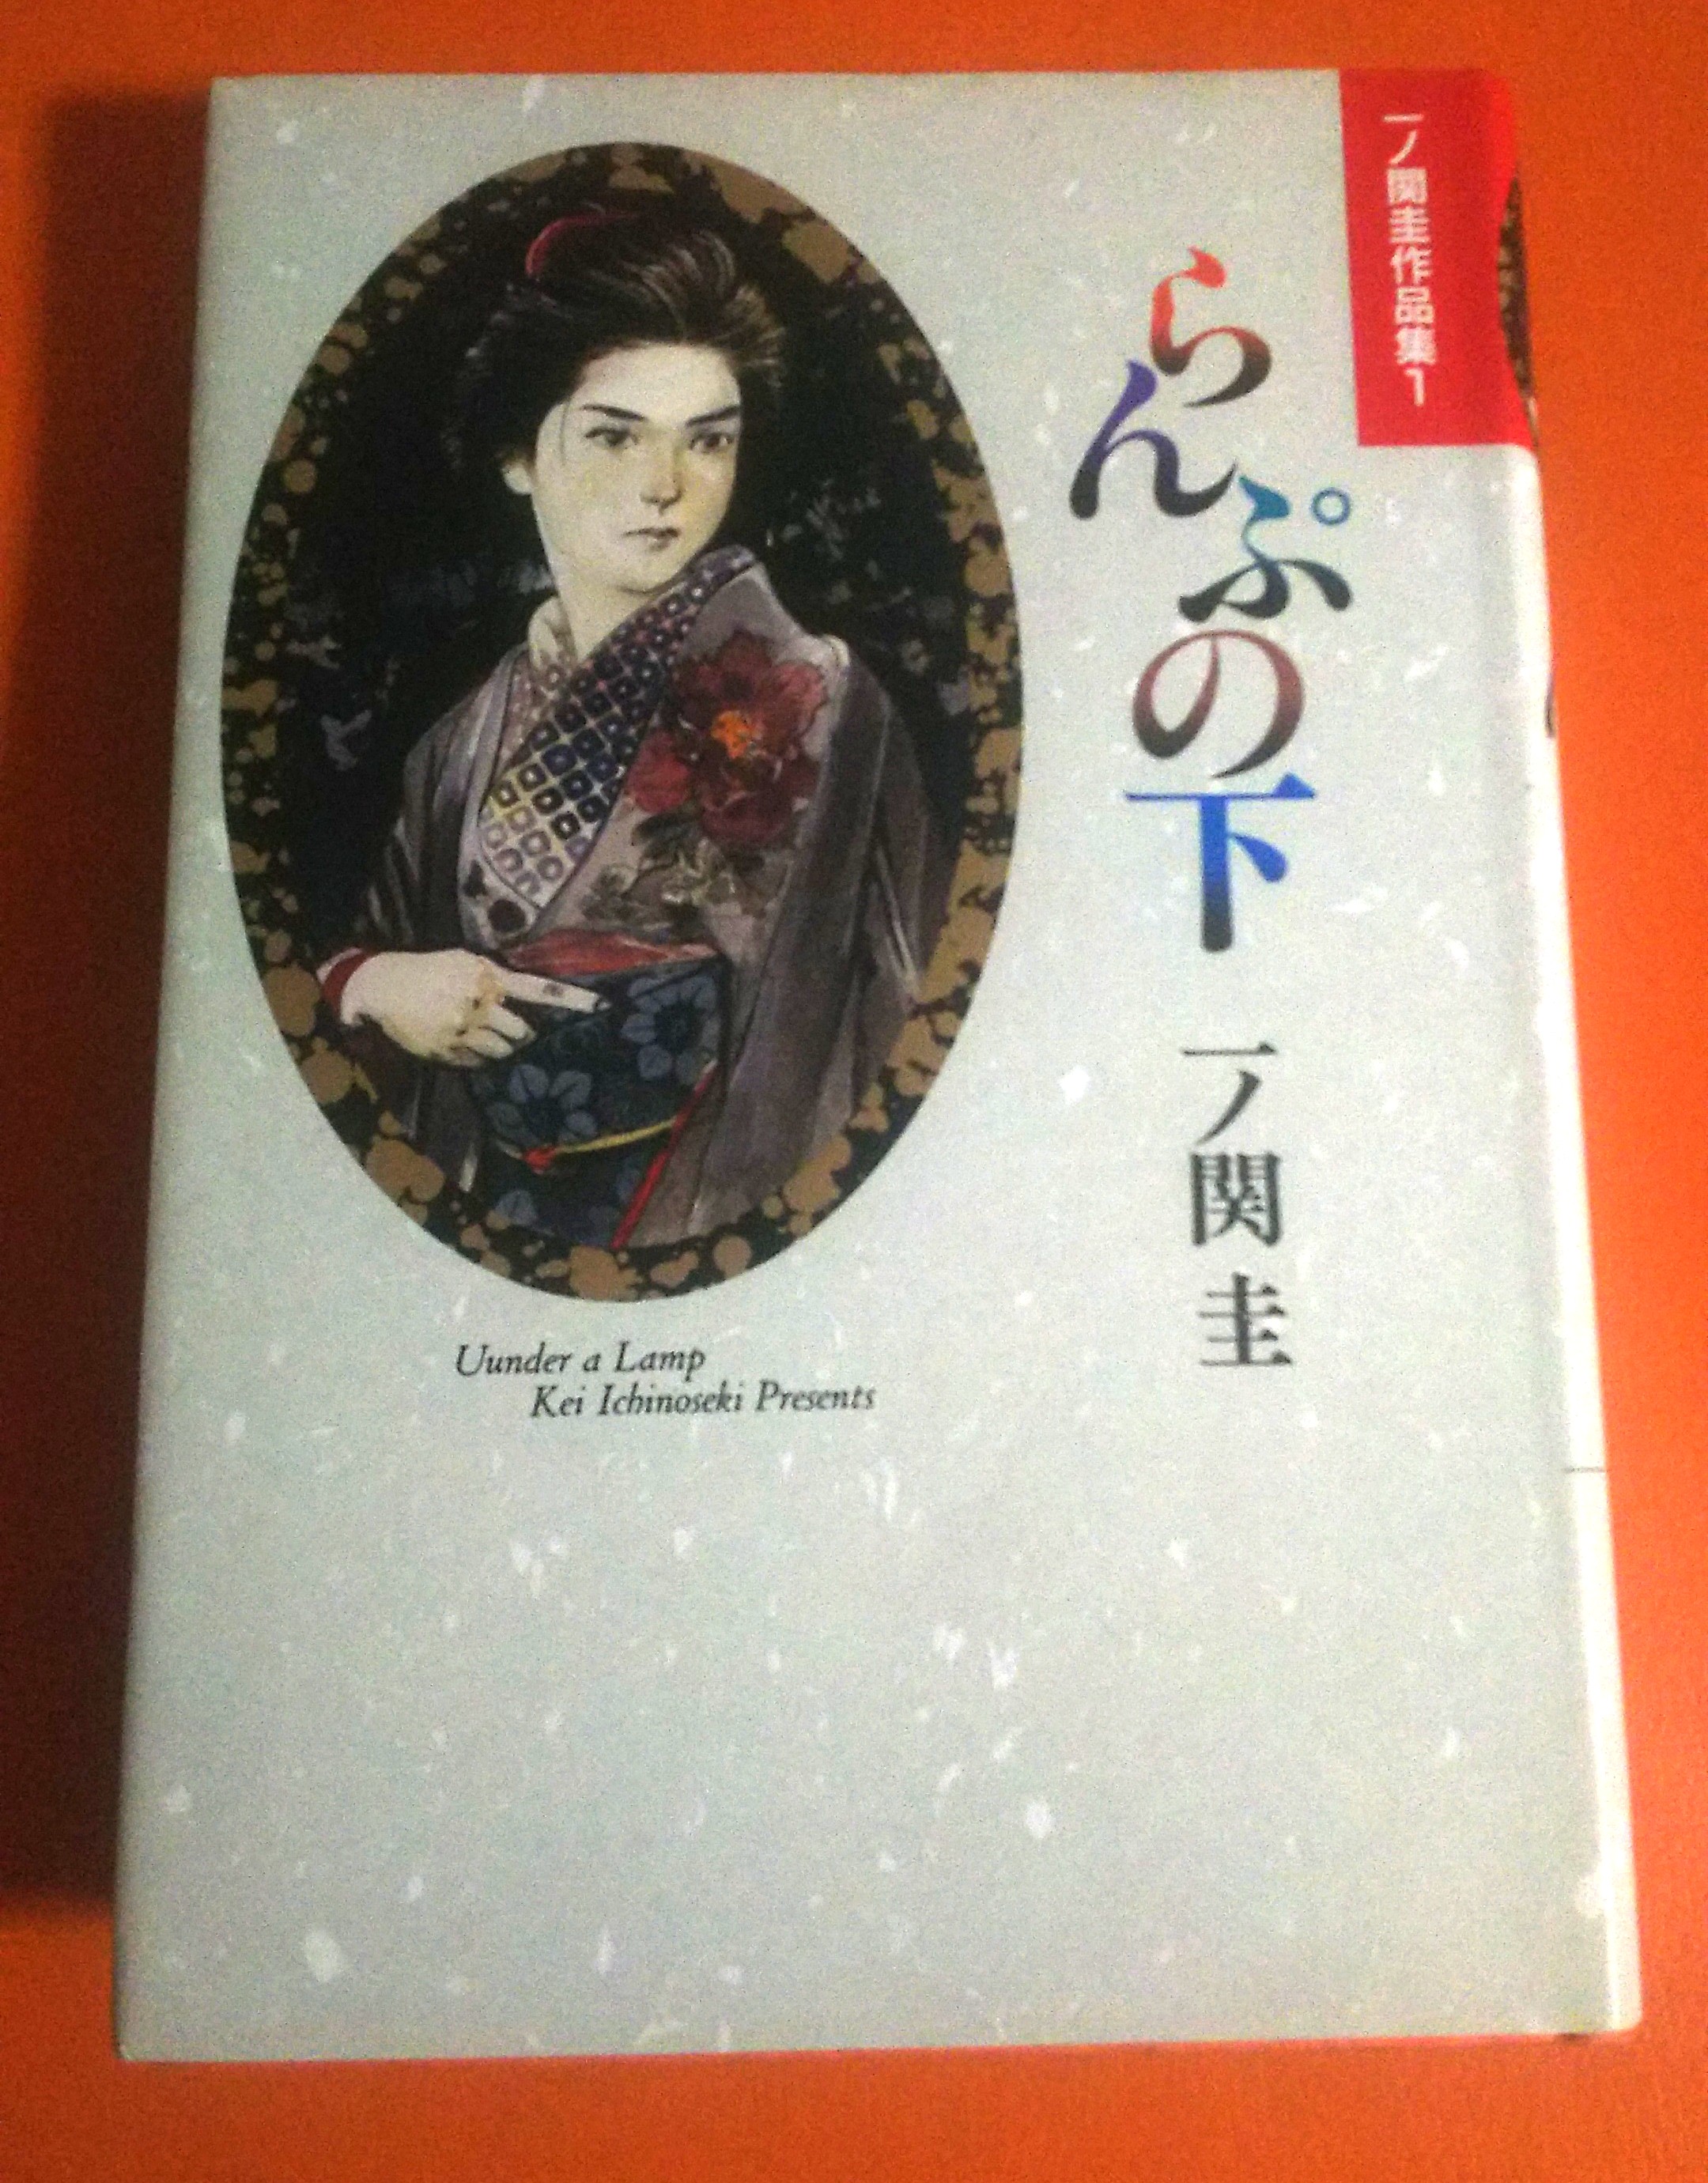 一ノ関圭作品集1
らんぷの下
一ノ関圭
Uunder a Lamp
Kei Ichinoseki Presents